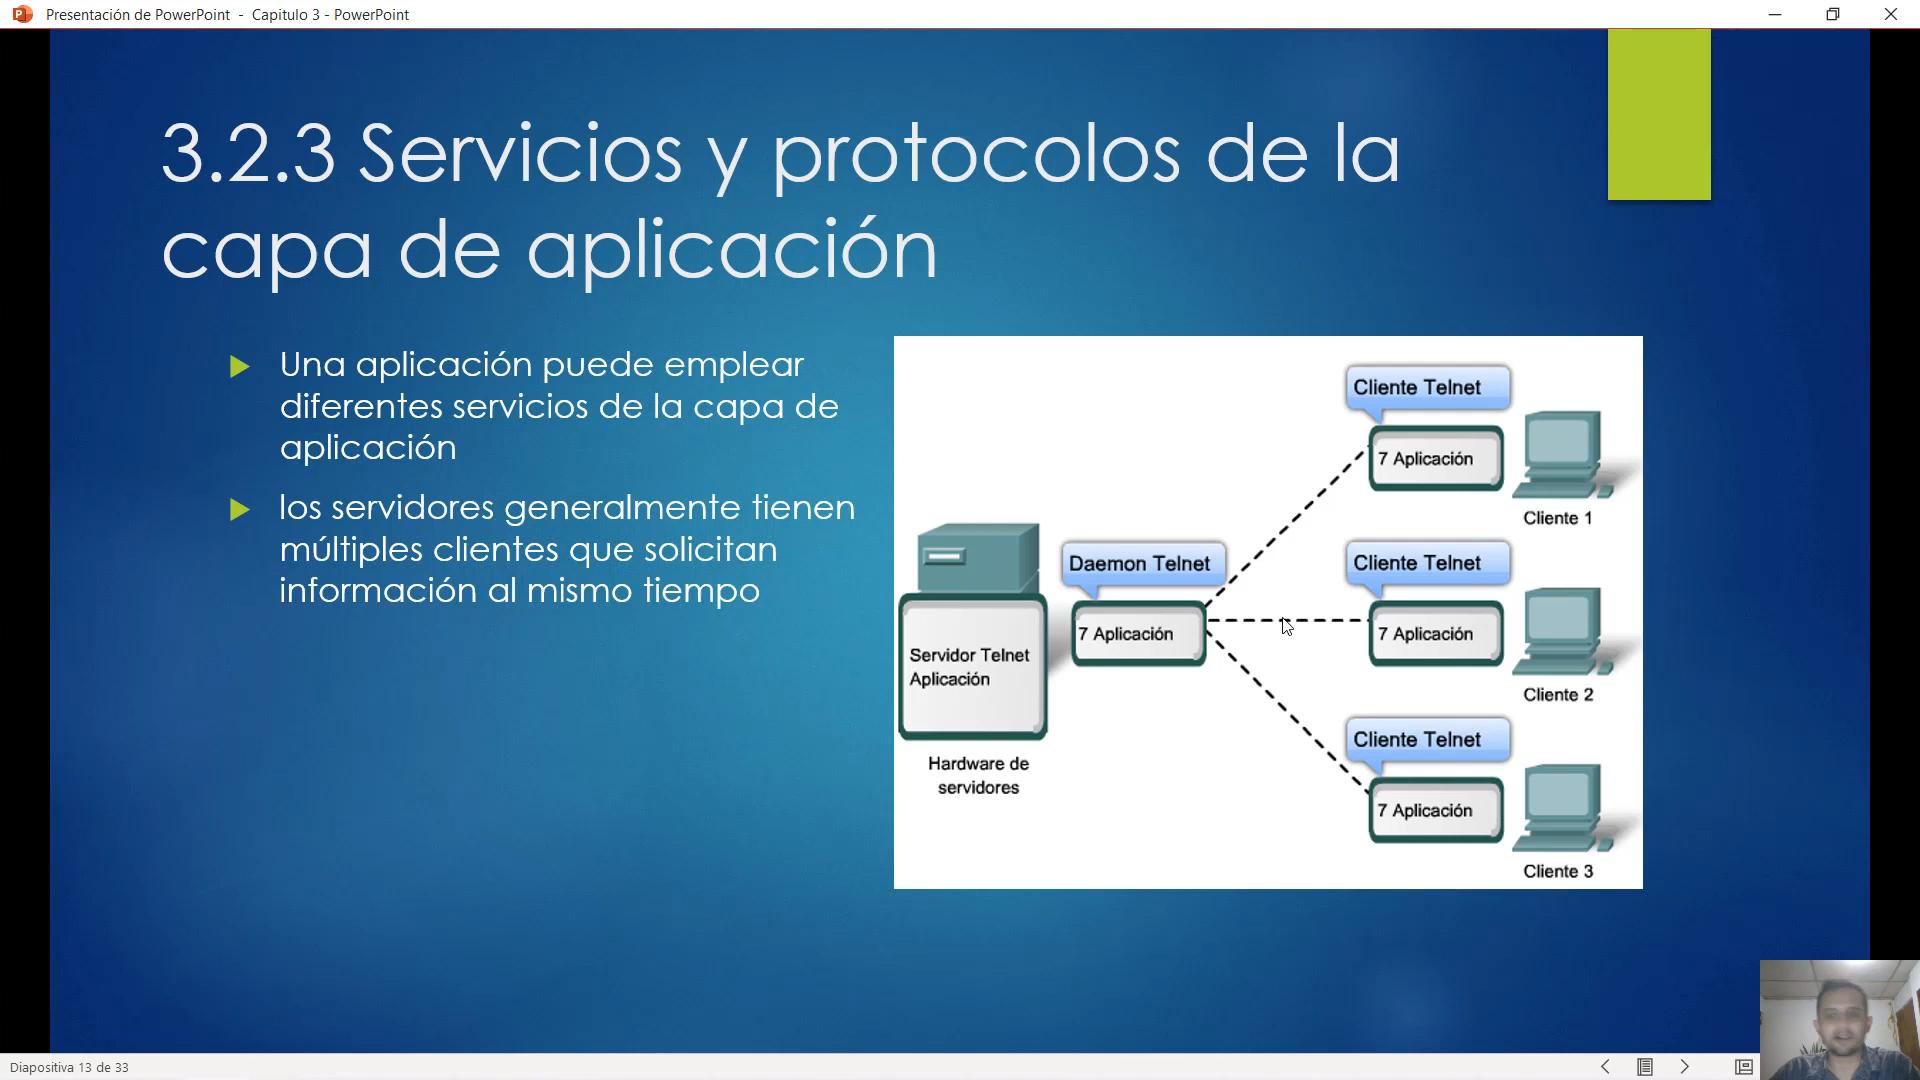 Presentación de PowerPoint - Capitulo 3 - PowerPoint
3.2.3 Servicios y protocolos de la
capa de aplicación
Una aplicación puede emplear
diferentes servicios de la capa de
aplicación
los servidores generalmente tienen
múltiples clientes que solicitan
información al mismo tiempo
Cliente Telnet
7 Aplicación
Cliente 1
Daemon Telnet
7 Aplicación
Servidor Telnet
Aplicación
Hardware de
servidores
Cliente Telnet
7 Aplicación
Cliente 2
Cliente Telnet
7 Aplicación
Cliente 3
Diapositiva 13 de 33